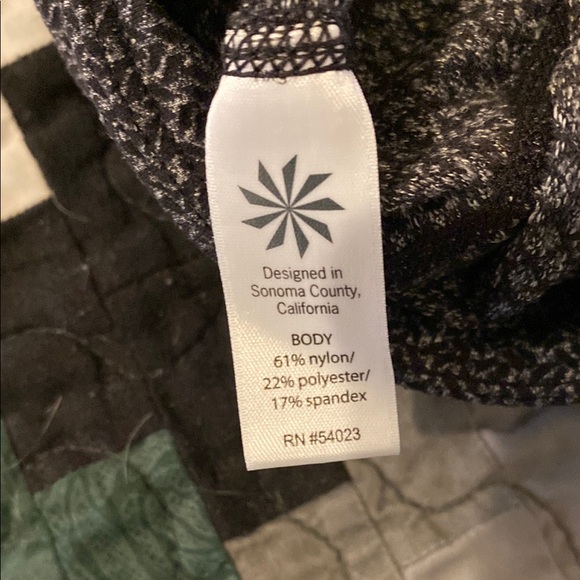 Designed in
Sonoma County,
California
BODY
61% nylon/
22% polyester/
17% spandex
RN #54023